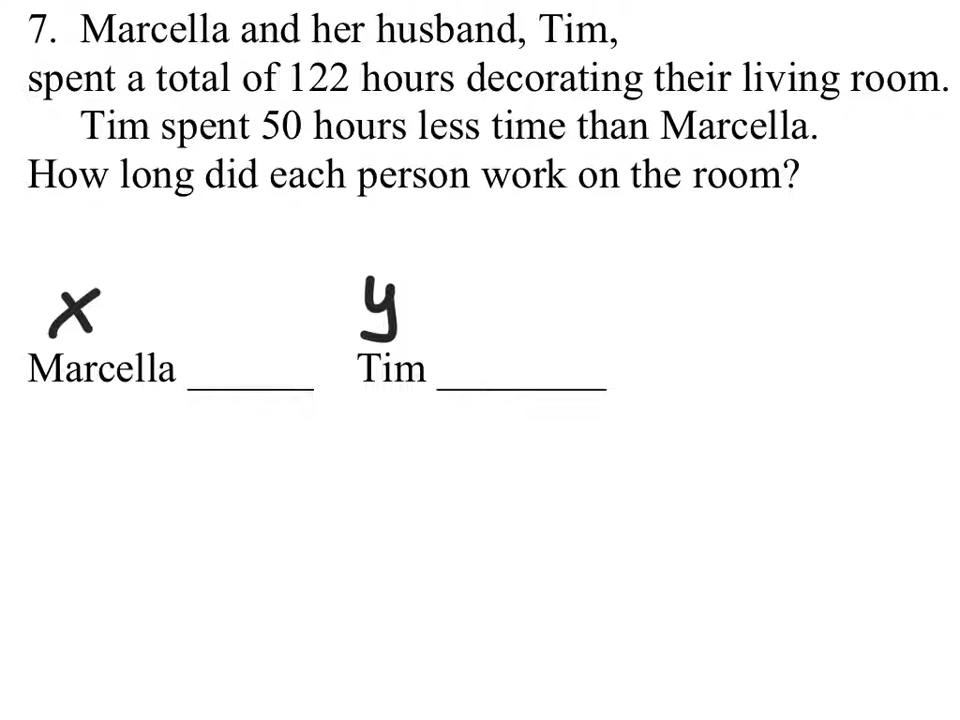 7. Marcella and her husband, Tim,
spent a total of 122 hours decorating their living room.
Tim spent 50 hours less time than Marcella.
How long did each person work on the room?
x y
Marcella ______ Tim ________